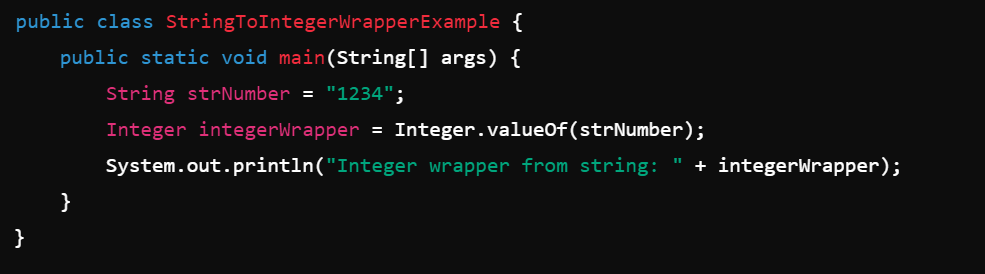 public class StringToIntegerWrapperExample {
    public static void main(String[] args) {
        String strNumber = "1234";
        Integer integerWrapper = Integer.valueOf(strNumber);
        System.out.println("Integer wrapper from string: " + integerWrapper);
    }
}